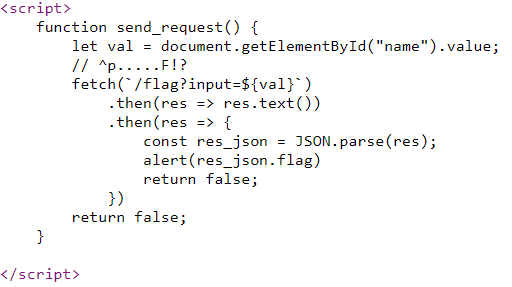 <script>
    function send_request() {
        let val = document.getElementById("name").value;
        // ^p.....F!?
        fetch(`/flag?input=${val}`)
            .then(res => res.text())
            .then(res => {
                const res_json = JSON.parse(res);
                alert(res_json.flag)
                return false;
            })
        return false;
    }
</script>